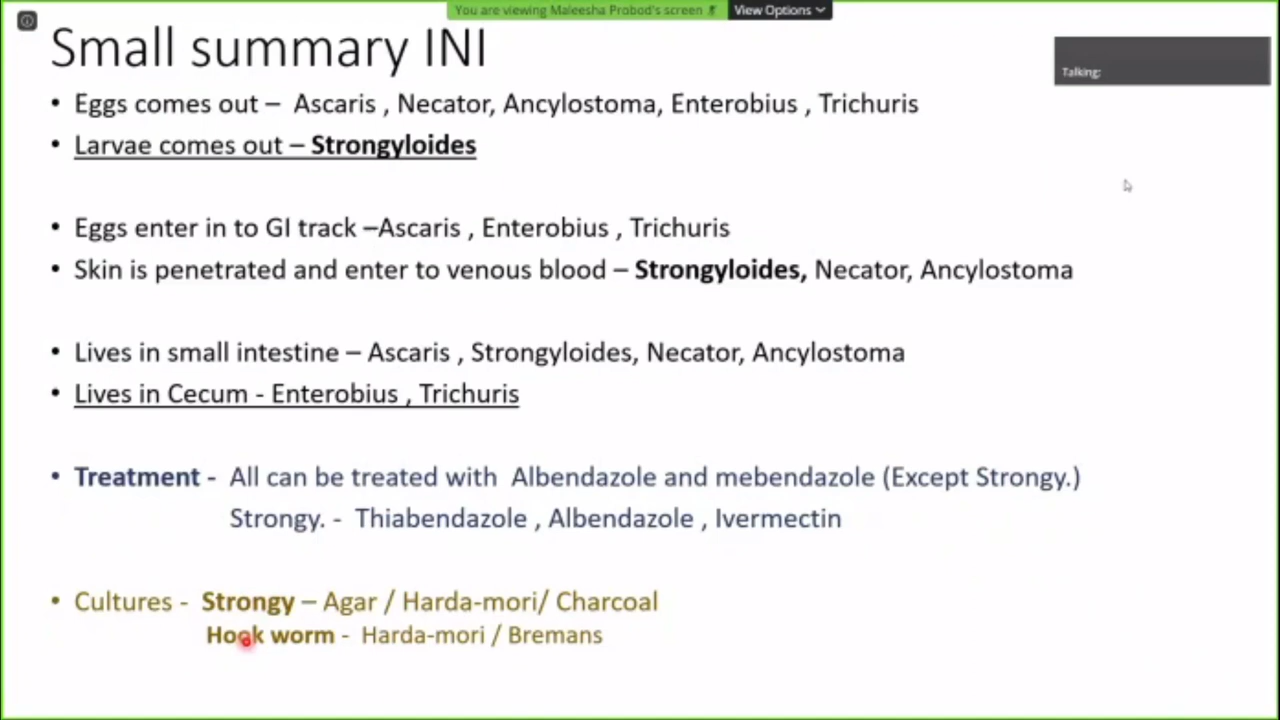 You are viewing Maleesha Probod's screen View Options
Small summary INI
Talking:
• Eggs comes out – Ascaris , Necator, Ancylostoma, Enterobius , Trichuris
• Larvae comes out – Strongyloides
• Eggs enter in to GI track –Ascaris , Enterobius , Trichuris
• Skin is penetrated and enter to venous blood – Strongyloides, Necator, Ancylostoma
• Lives in small intestine – Ascaris , Strongyloides, Necator, Ancylostoma
• Lives in Cecum - Enterobius , Trichuris
• Treatment - All can be treated with Albendazole and mebendazole (Except Strongy.)
Strongy. - Thiabendazole , Albendazole , Ivermectin
• Cultures - Strongy – Agar / Harda-mori/ Charcoal
Hook worm - Harda-mori / Bremans